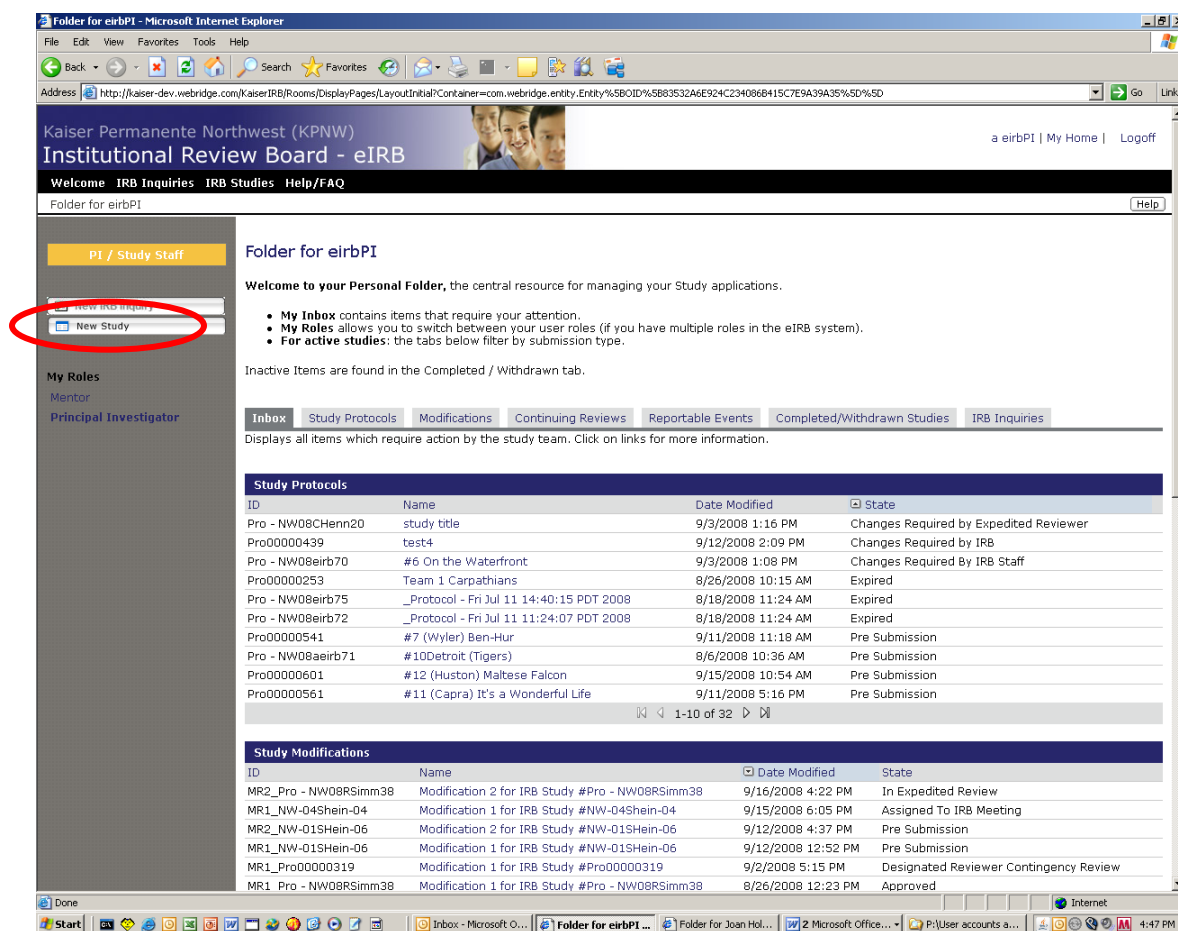 Folder for eirbPI - Microsoft Internet Explorer
File Edit View Favorites Tools Help
Back Search Favorites
Address http://kaiser-dev.webridge.com/KaiserIRB/Rooms/DisplayPages/LayoutInitial?Container=com.webridge.entity.Entity%5BOID%5B83532A6E924C234086B415C7E9A39A35%5D%5D Go Link
Kaiser Permanente Northwest (KPNW)
Institutional Review Board - eIRB
a eirbPI | My Home | Logoff
Welcome IRB Inquiries IRB Studies Help/FAQ
Folder for eirbPI Help
PI / Study Staff
New IRB Inquiry
New Study
My Roles
Mentor
Principal Investigator
Folder for eirbPI
Welcome to your Personal Folder, the central resource for managing your Study applications.
• My Inbox contains items that require your attention.
• My Roles allows you to switch between your user roles (if you have multiple roles in the eIRB system).
• For active studies: the tabs below filter by submission type.
Inactive Items are found in the Completed / Withdrawn tab.
Inbox Study Protocols Modifications Continuing Reviews Reportable Events Completed/Withdrawn Studies IRB Inquiries
Displays all items which require action by the study team. Click on links for more information.
Study Protocols
ID Name Date Modified State
Pro - NW08CHenn20 study title 9/3/2008 1:16 PM Changes Required by Expedited Reviewer
Pro00000439 test4 9/12/2008 2:09 PM Changes Required by IRB
Pro - NW08eirb70 #6 On the Waterfront 9/3/2008 1:08 PM Changes Required By IRB Staff
Pro00000253 Team 1 Carpathians 8/26/2008 10:15 AM Expired
Pro - NW08eirb75 _Protocol - Fri Jul 11 14:40:15 PDT 2008 8/18/2008 11:24 AM Expired
Pro - NW08eirb72 _Protocol - Fri Jul 11 11:24:07 PDT 2008 8/18/2008 11:24 AM Expired
Pro00000541 #7 (Wyler) Ben-Hur 9/11/2008 11:18 AM Pre Submission
Pro - NW08aeirb71 #10Detroit (Tigers) 8/6/2008 10:36 AM Pre Submission
Pro00000601 #12 (Huston) Maltese Falcon 9/15/2008 10:54 AM Pre Submission
Pro00000561 #11 (Capra) It's a Wonderful Life 9/11/2008 5:16 PM Pre Submission
1-10 of 32
Study Modifications
ID Name Date Modified State
MR2_Pro - NW08RSimm38 Modification 2 for IRB Study #Pro - NW08RSimm38 9/16/2008 4:22 PM In Expedited Review
MR1_NW-04Shein-04 Modification 1 for IRB Study #NW-04Shein-04 9/15/2008 6:05 PM Assigned To IRB Meeting
MR2_NW-01SHein-06 Modification 2 for IRB Study #NW-01SHein-06 9/12/2008 4:37 PM Pre Submission
MR1_NW-01SHein-06 Modification 1 for IRB Study #NW-01SHein-06 9/12/2008 12:52 PM Pre Submission
MR1_Pro00000319 Modification 1 for IRB Study #Pro00000319 9/2/2008 5:15 PM Designated Reviewer Contingency Review
MR1_Pro - NW08RSimm38 Modification 1 for IRB Study #Pro - NW08RSimm38 8/26/2008 12:23 PM Approved
Done Internet
Start Inbox - Microsoft O... Folder for eirbPI ... Folder for Joan Hol... 2 Microsoft Office... P:\User accounts a... 4:47 PM